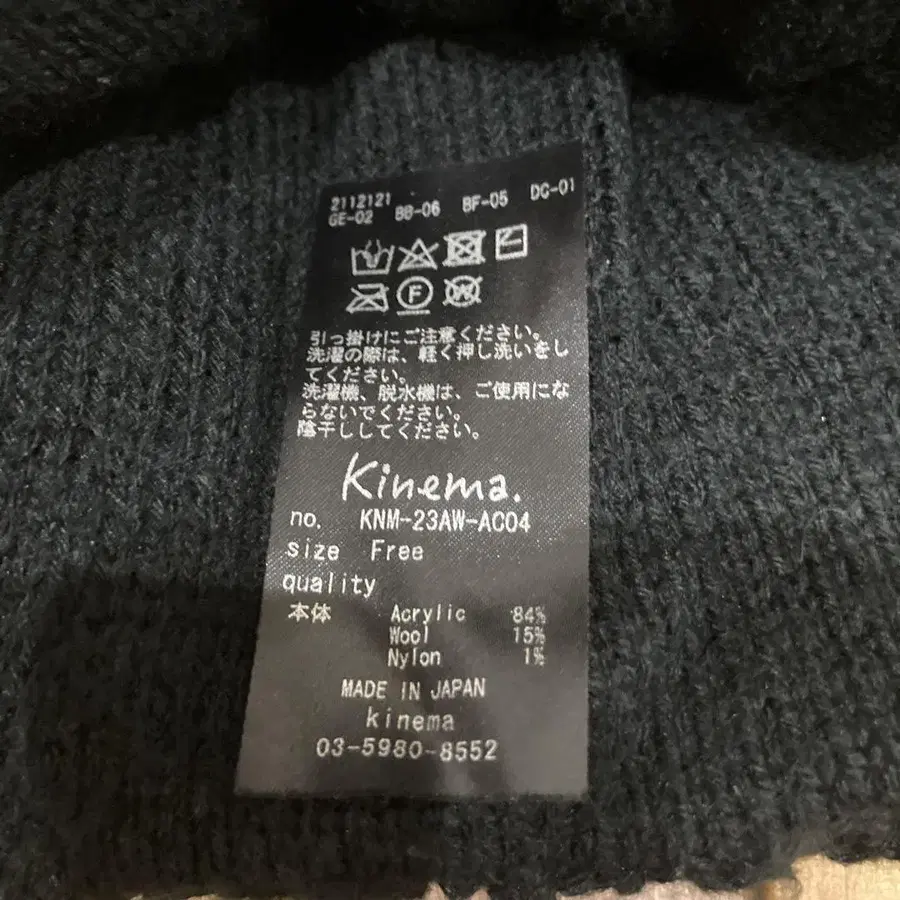 2112121
GE-02 BB-06 BF-05 DC-01
F W
引っ掛けにご注意ください。
洗濯の際は、軽く押し洗いをし
てください。
洗濯機、脱水機は、ご使用にな
らないでください。
陰干ししてください。
Kinema.
no. KNM-23AW-AC04
size Free
quality
本体 Acrylic 84%
Wool 15%
Nylon 1%
MADE IN JAPAN
kinema
03-5980-8552